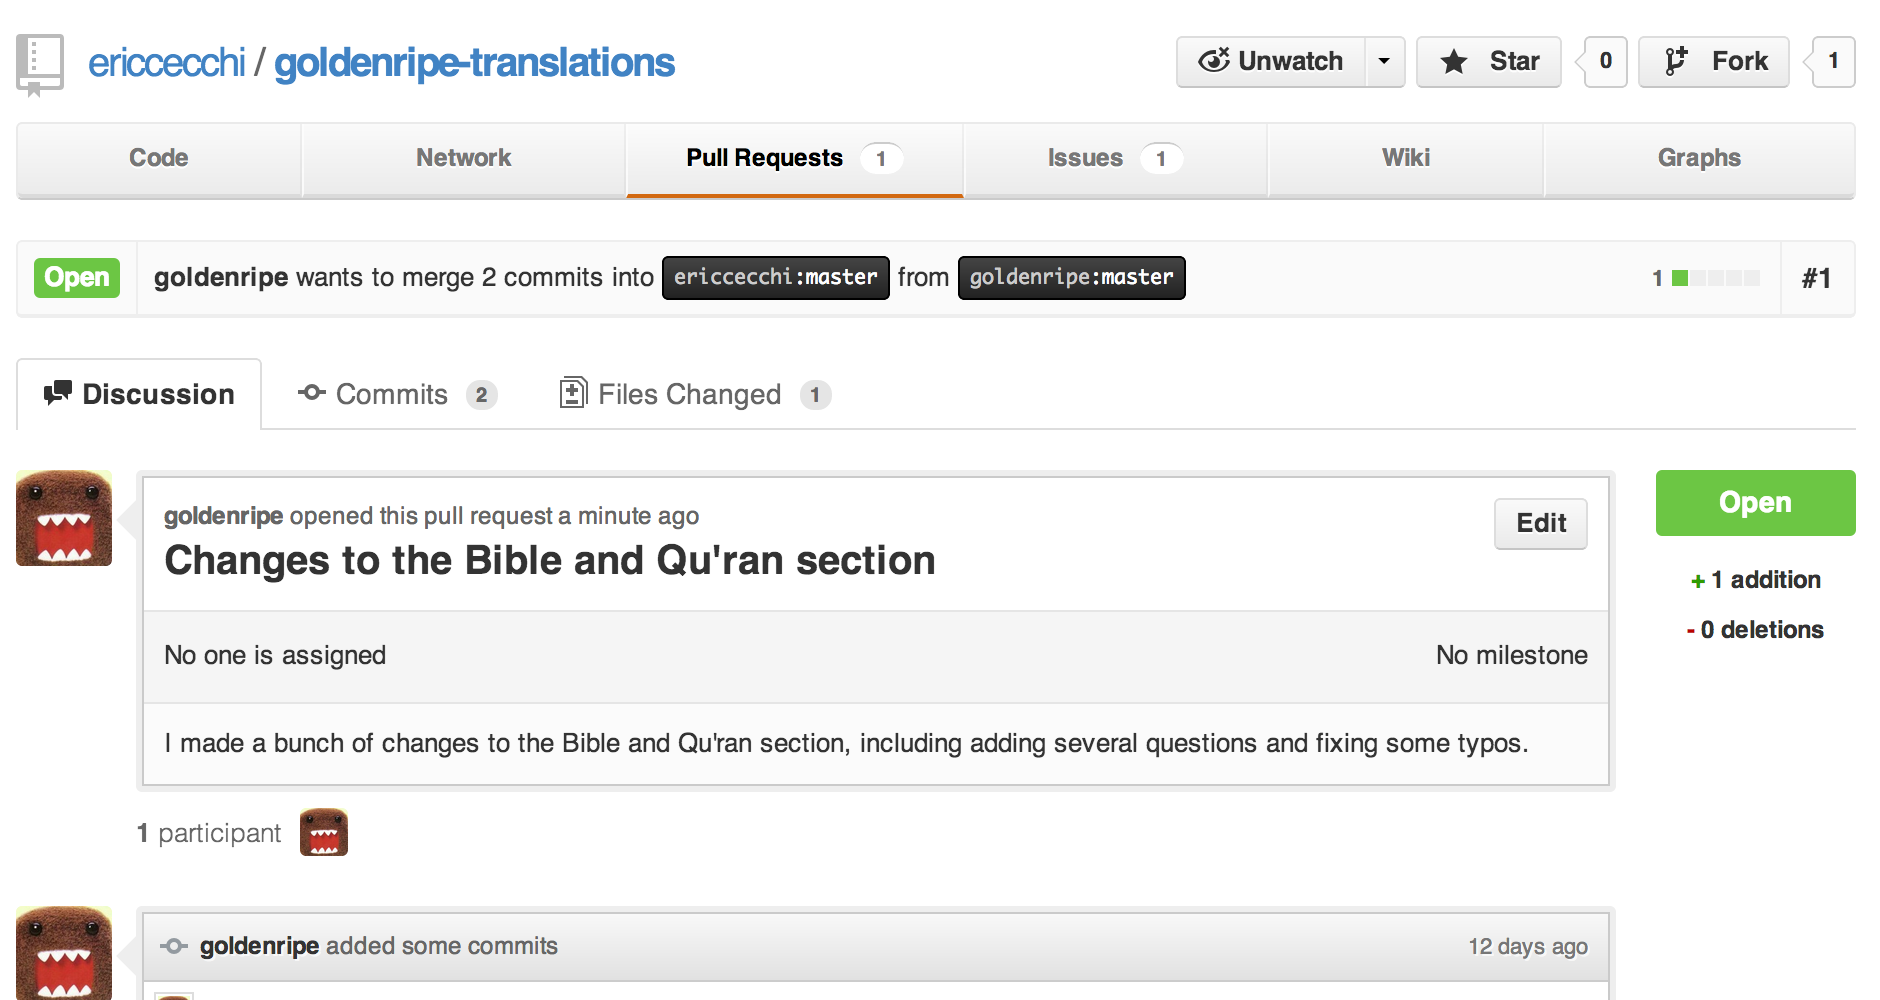 ericcecchi / goldenripe-translations
Unwatch
Star
0
Fork
1
Code
Network
Pull Requests 1
Issues 1
Wiki
Graphs
Open
goldenripe wants to merge 2 commits into ericcecchi:master from goldenripe:master
1
#1
Discussion
Commits 2
Files Changed 1
goldenripe opened this pull request a minute ago
Edit
Changes to the Bible and Qu'ran section
No one is assigned
No milestone
I made a bunch of changes to the Bible and Qu'ran section, including adding several questions and fixing some typos.
Open
+ 1 addition
- 0 deletions
1 participant
goldenripe added some commits
12 days ago